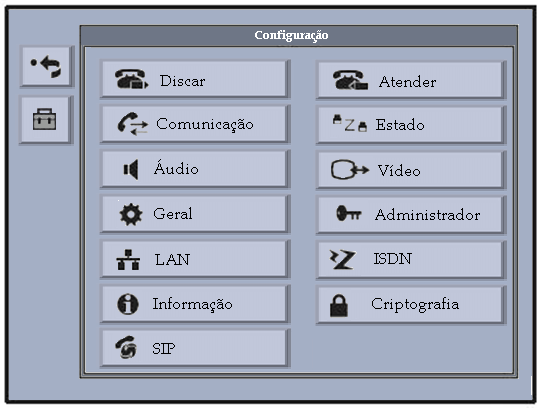 Configuração
Discar
Atender
Comunicação
Estado
Áudio
Vídeo
Geral
Administrador
LAN
ISDN
Informação
Criptografia
SIP